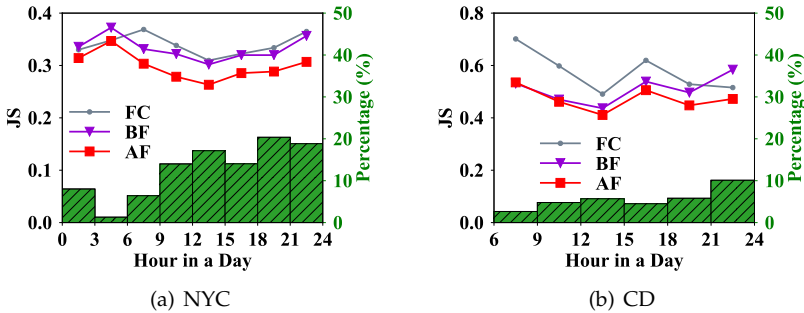 0.4
0.3
0.2
0.1
0.0
JS
FC
BF
AF
50
40
30
20
10
0
Percentage (%)
0 3 6 9 12 15 18 21 24
Hour in a Day
(a) NYC
0.8
0.6
0.4
0.2
0.0
JS
FC
BF
AF
50
40
30
20
10
0
Percentage (%)
6 9 12 15 18 21 24
Hour in a Day
(b) CD